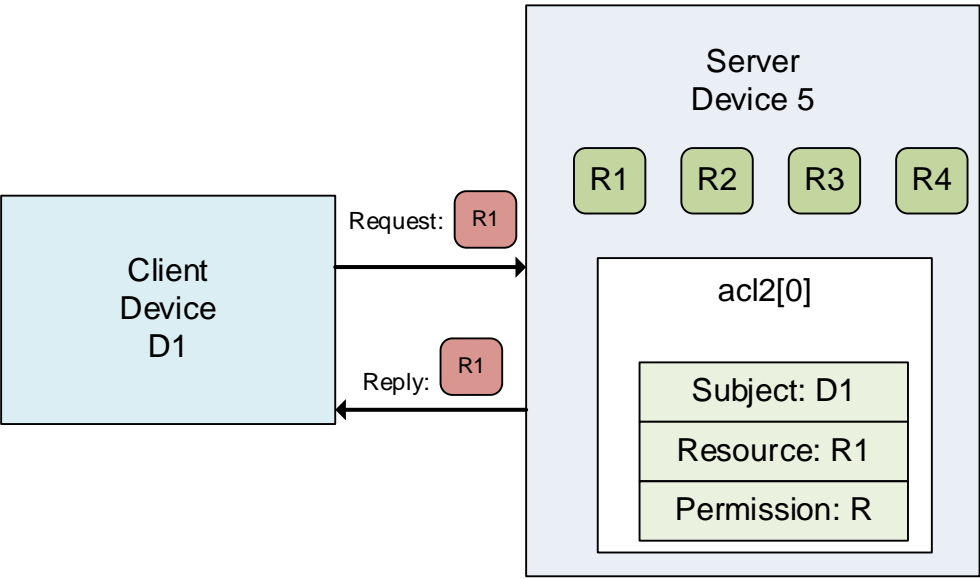 Server
Device 5
R1
R2
R3
R4
Client
Device
D1
Request:
R1
Reply:
R1
acl2[0]
Subject: D1
Resource: R1
Permission: R